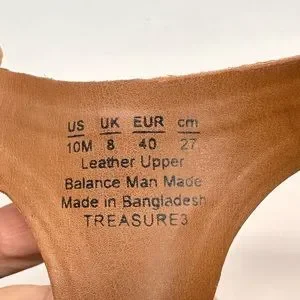 US UK EUR cm
10M 8 40 27
Leather Upper
Balance Man Made
Made in Bangladesh
TREASURE3